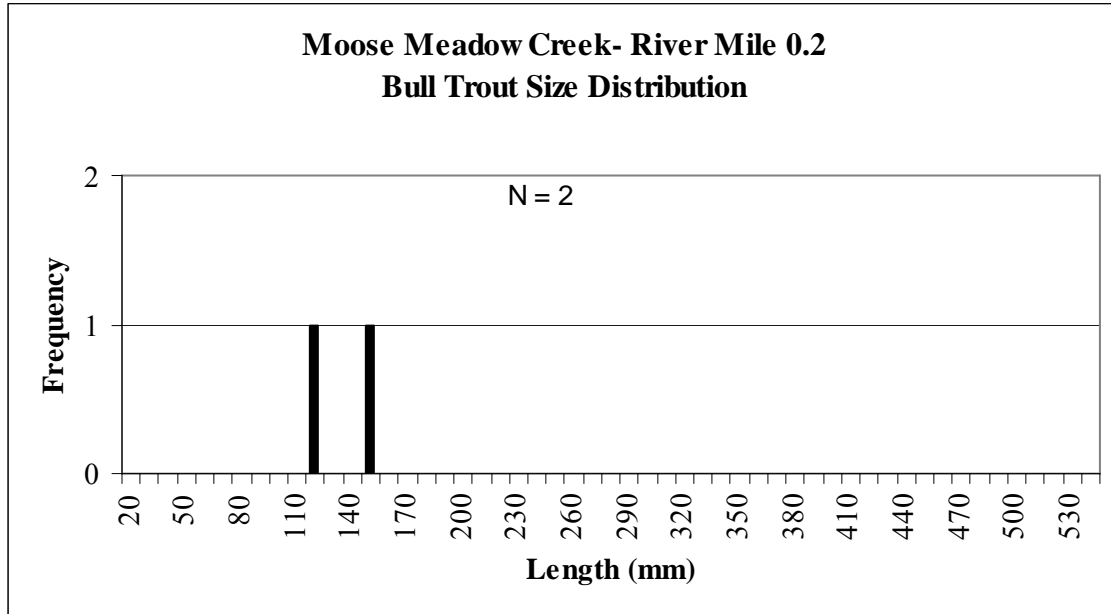 Moose Meadow Creek- River Mile 0.2
Bull Trout Size Distribution
N = 2
2
1
0
Frequency
20 50 80 110 140 170 200 230 260 290 320 350 380 410 440 470 500 530
Length (mm)